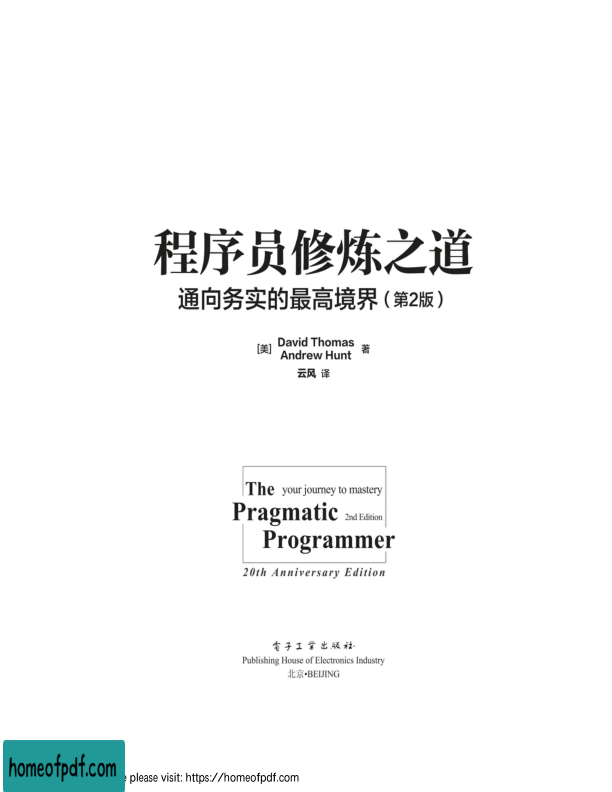 程序员修炼之道
通向务实的最高境界（第2版）
[美] David Thomas
Andrew Hunt 著
云风 译
The your journey to mastery
Pragmatic 2nd Edition
Programmer
20th Anniversary Edition
电子工业出版社
Publishing House of Electronics Industry
北京•BEIJING
homeofpdf.com
please visit: https://homeofpdf.com